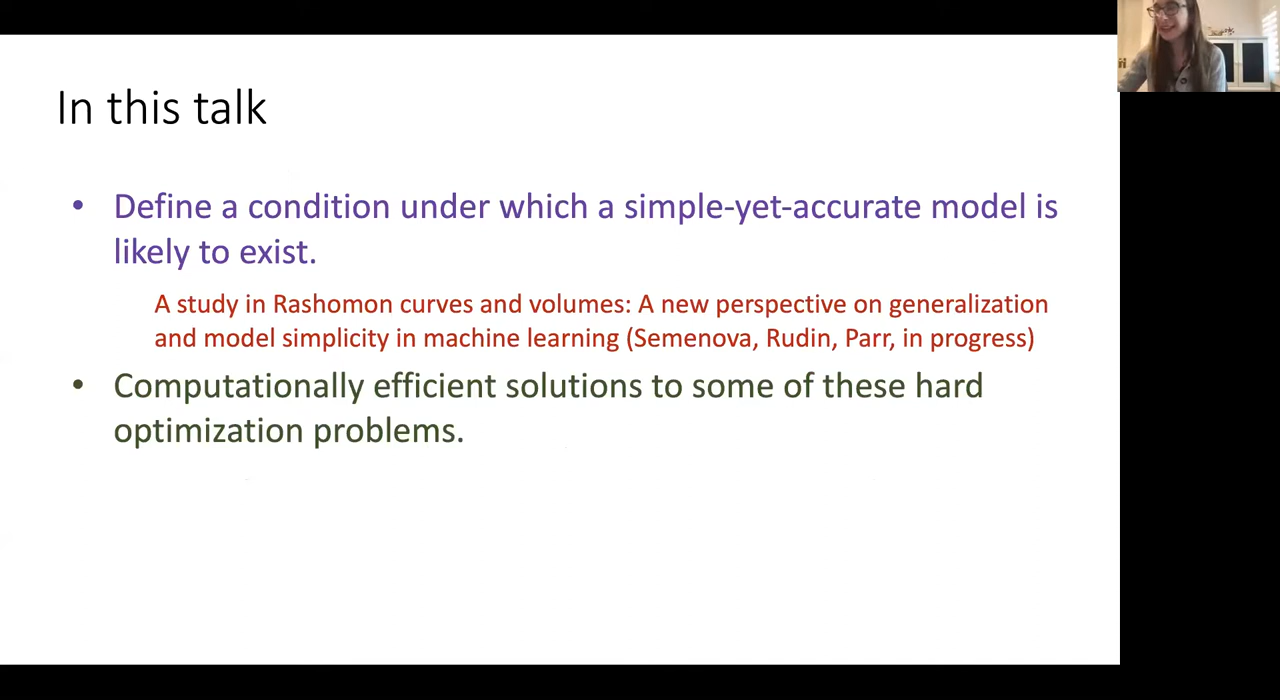 In this talk
• Define a condition under which a simple-yet-accurate model is
likely to exist.
A study in Rashomon curves and volumes: A new perspective on generalization
and model simplicity in machine learning (Semenova, Rudin, Parr, in progress)
• Computationally efficient solutions to some of these hard
optimization problems.